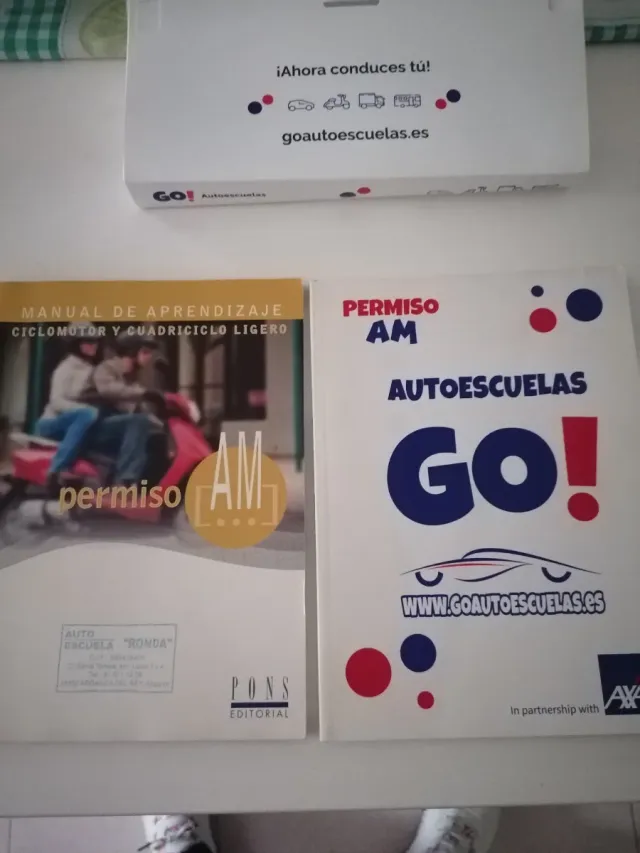 ¡Ahora conduces tú!
goautoescuelas.es
GO! Autoescuelas
MANUAL DE APRENDIZAJE
CICLOMOTOR Y CUADRICICLO LIGERO
permiso [AM]
[...]
AUTO
ESCUELA "RONDA"
PONS
EDITORIAL
PERMISO
AM
AUTOESCUELAS
GO!
WWW.GOAUTOESCUELAS.ES
In partnership with AXA